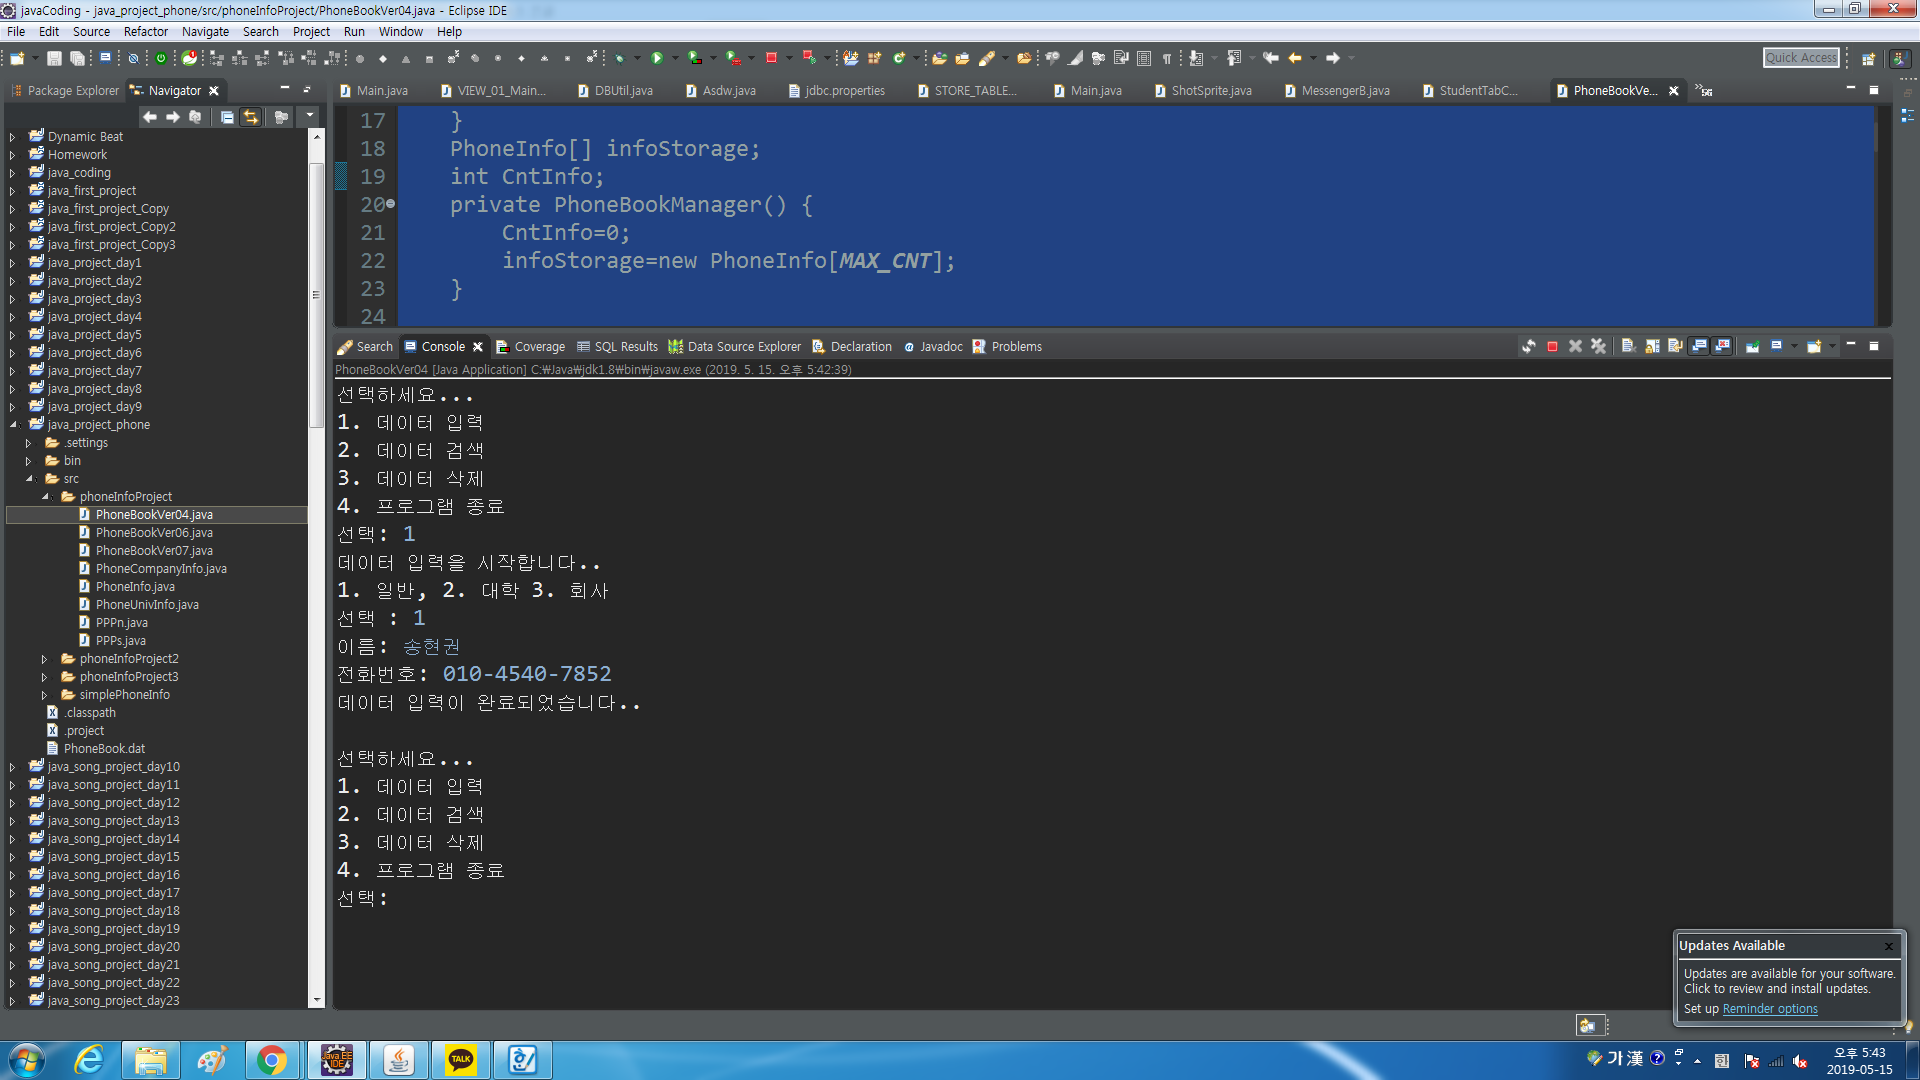 javaCoding - java_project_phone/src/phoneInfoProject/PhoneBookVer04.java - Eclipse IDE
File Edit Source Refactor Navigate Search Project Run Window Help
Quick Access
Package Explorer Navigator
Main.java VIEW_01_Main... DBUtil.java Asdw.java jdbc.properties STORE_TABLE... Main.java ShotSprite.java MessengerB.java StudentTabC... PhoneBookVe... »56
Dynamic Beat
Homework
java_coding
java_first_project
java_first_project_Copy
java_first_project_Copy2
java_first_project_Copy3
java_project_day1
java_project_day2
java_project_day3
java_project_day4
java_project_day5
java_project_day6
java_project_day7
java_project_day8
java_project_day9
java_project_phone
.settings
bin
src
phoneInfoProject
PhoneBookVer04.java
PhoneBookVer06.java
PhoneBookVer07.java
PhoneCompanyInfo.java
PhoneInfo.java
PhoneUnivInfo.java
PPPn.java
PPPs.java
phoneInfoProject2
phoneInfoProject3
simplePhoneInfo
.classpath
.project
PhoneBook.dat
java_song_project_day10
java_song_project_day11
java_song_project_day12
java_song_project_day13
java_song_project_day14
java_song_project_day15
java_song_project_day16
java_song_project_day17
java_song_project_day18
java_song_project_day19
java_song_project_day20
java_song_project_day21
java_song_project_day22
java_song_project_day23
17 }
18 PhoneInfo[] infoStorage;
19 int CntInfo;
20 private PhoneBookManager() {
21 CntInfo=0;
22 infoStorage=new PhoneInfo[MAX_CNT];
23 }
24
Search Console Coverage SQL Results Data Source Explorer Declaration Javadoc Problems
PhoneBookVer04 [Java Application] C:₩Java₩jdk1.8₩bin₩javaw.exe (2019. 5. 15. 오후 5:42:39)
선택하세요...
1. 데이터 입력
2. 데이터 검색
3. 데이터 삭제
4. 프로그램 종료
선택: 1
데이터 입력을 시작합니다..
1. 일반, 2. 대학 3. 회사
선택 : 1
이름: 송현권
전화번호: 010-4540-7852
데이터 입력이 완료되었습니다..
선택하세요...
1. 데이터 입력
2. 데이터 검색
3. 데이터 삭제
4. 프로그램 종료
선택:
Updates Available
Updates are available for your software.
Click to review and install updates.
Set up Reminder options
Java EE
IDE
TALK
가 漢
오후 5:43
2019-05-15